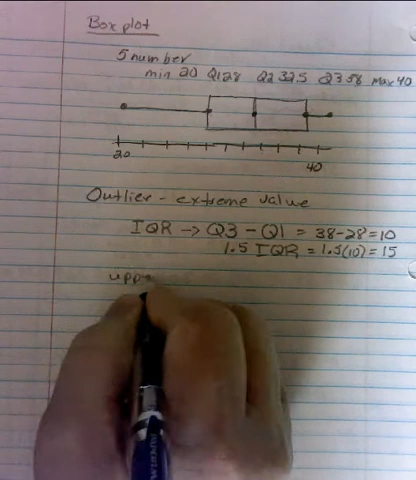 Box plot
5 number
min 20 Q1 28 Q2 32.5 Q3 38 max 40
20 40
Outlier - extreme value
IQR → Q3 - Q1 = 38-28=10
1.5 IQR = 1.5(10) = 15
uppe